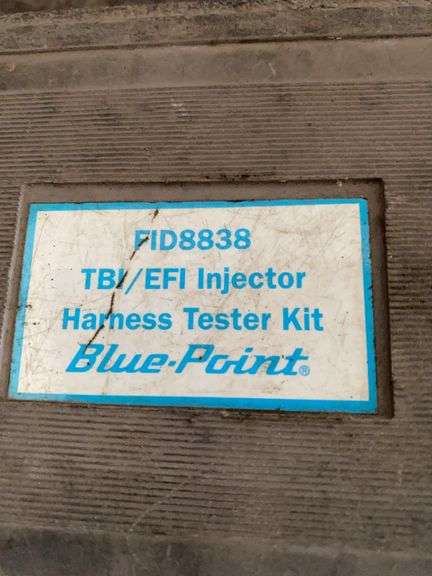 FID8838
TBI/EFI Injector
Harness Tester Kit
Blue-Point®